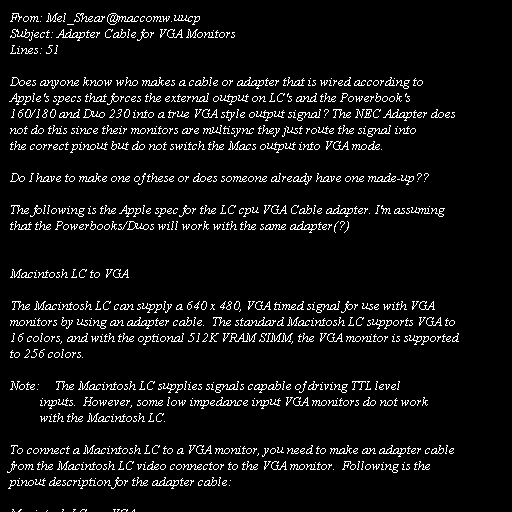 From: Mel_Shear@maccomw.uucp
Subject: Adapter Cable for VGA Monitors
Lines: 51
Does anyone know who makes a cable or adapter that is wired according to
Apple's specs that forces the external output on LC's and the Powerbook's
160/180 and Duo 230 into a true VGA style output signal? The NEC Adapter does
not do this since their monitors are multisync they just route the signal into
the correct pinout but do not switch the Macs output into VGA mode.
Do I have to make one of these or does someone already have one made-up??
The following is the Apple spec for the LC cpu VGA Cable adapter. I'm assuming
that the Powerbooks/Duos will work with the same adapter(?)
Macintosh LC to VGA
The Macintosh LC can supply a 640 x 480, VGA timed signal for use with VGA
monitors by using an adapter cable. The standard Macintosh LC supports VGA to
16 colors, and with the optional 512K VRAM SIMM, the VGA monitor is supported
to 256 colors.
Note: The Macintosh LC supplies signals capable of driving TTL level
inputs. However, some low impedance input VGA monitors do not work
with the Macintosh LC.
To connect a Macintosh LC to a VGA monitor, you need to make an adapter cable
from the Macintosh LC video connector to the VGA monitor. Following is the
pinout description for the adapter cable: